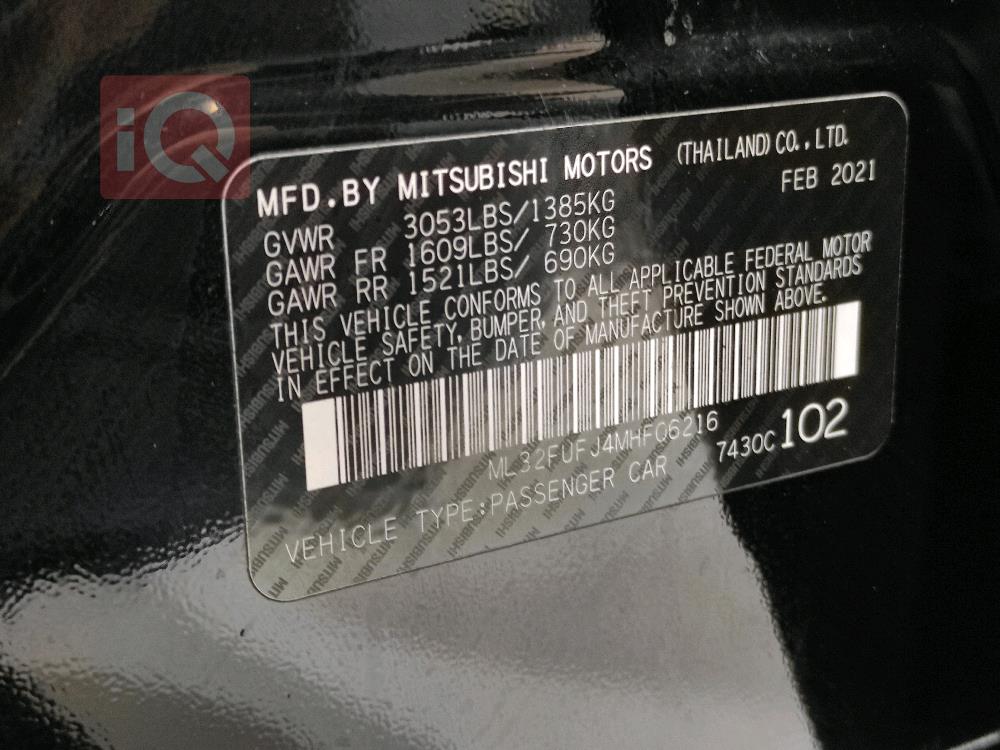 iQ
MFD.BY MITSUBISHI MOTORS (THAILAND) CO., LTD.
FEB 2021
GVWR 3053LBS/1385KG
GAWR FR 1609LBS/ 730KG
GAWR RR 1521LBS/ 690KG
THIS VEHICLE CONFORMS TO ALL APPLICABLE FEDERAL MOTOR
VEHICLE SAFETY, BUMPER, AND THEFT PREVENTION STANDARDS
IN EFFECT ON THE DATE OF MANUFACTURE SHOWN ABOVE.
ML32FUFJ4MHF06216
7430C 102
VEHICLE TYPE:PASSENGER CAR